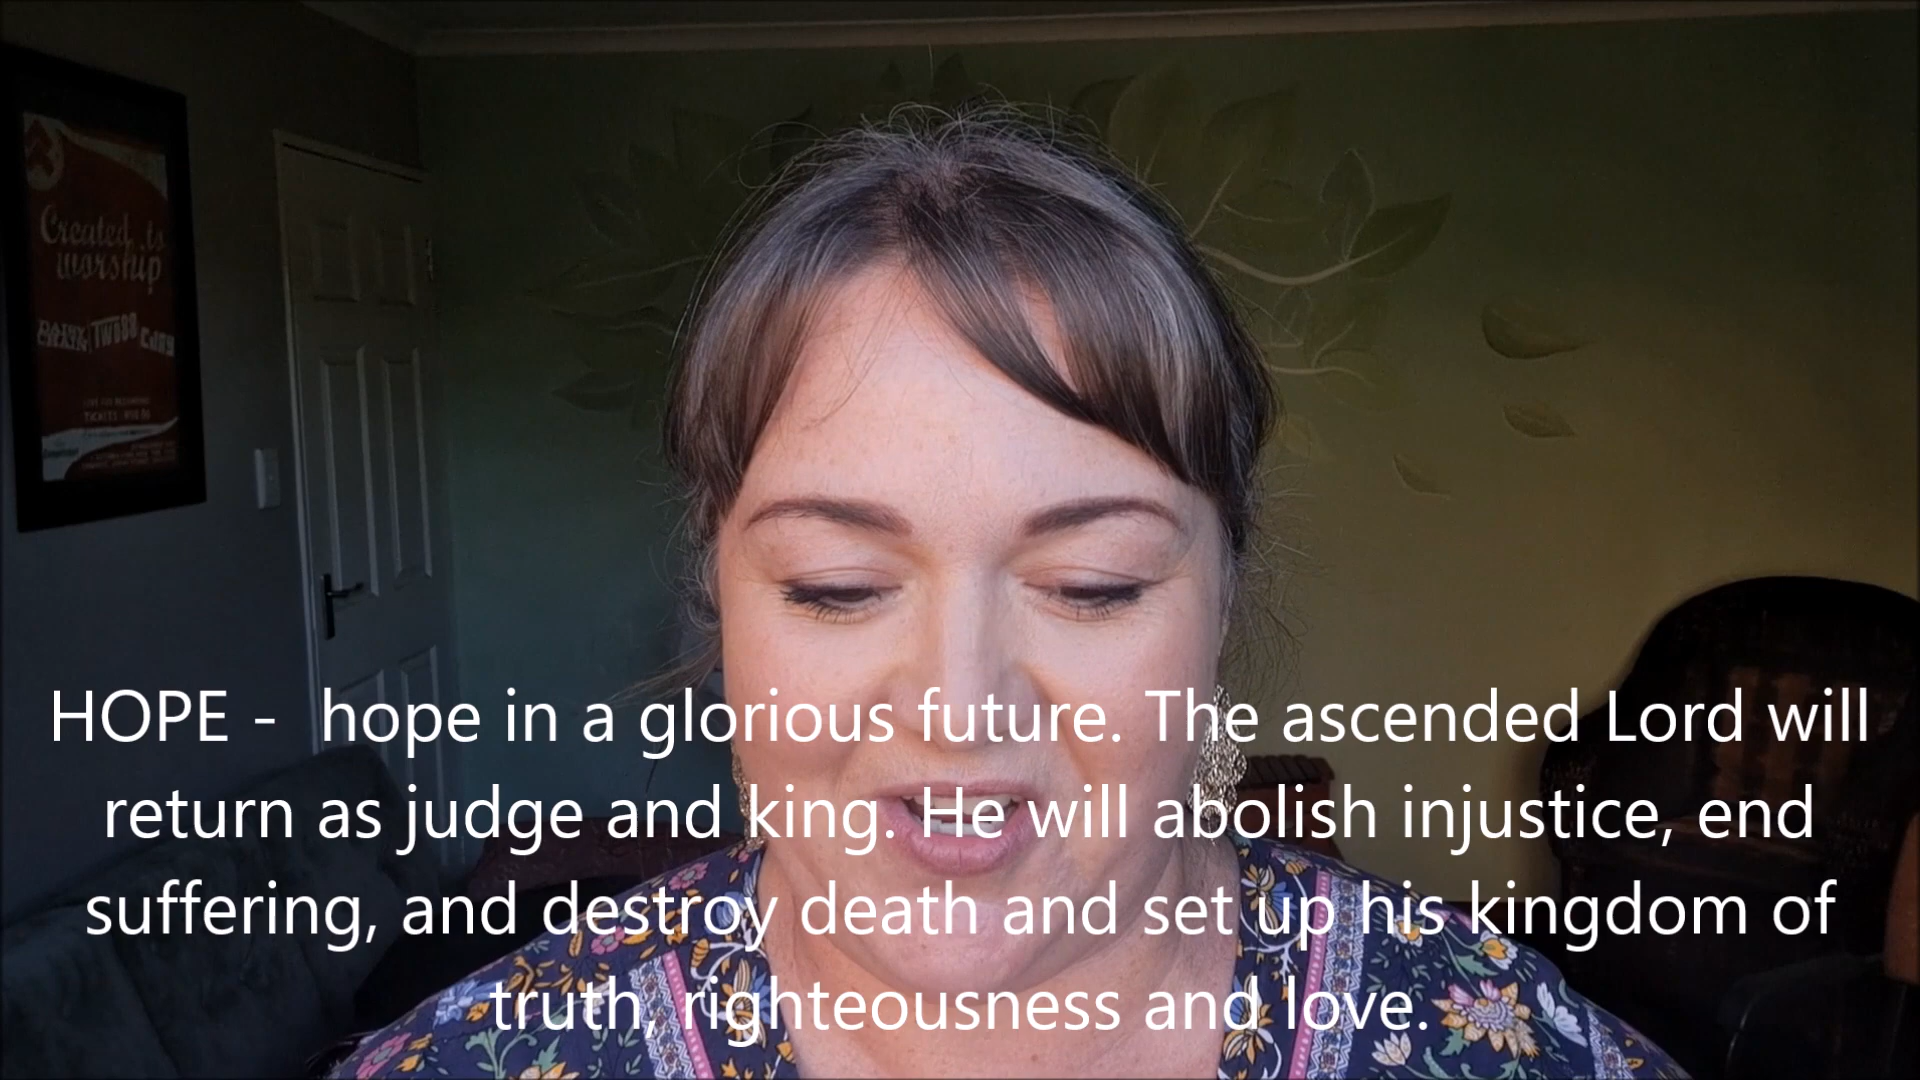 Created to
worship
TICKETS
HOPE -  hope in a glorious future. The ascended Lord will
return as judge and king. He will abolish injustice, end
suffering, and destroy death and set up his kingdom of
truth, righteousness and love.